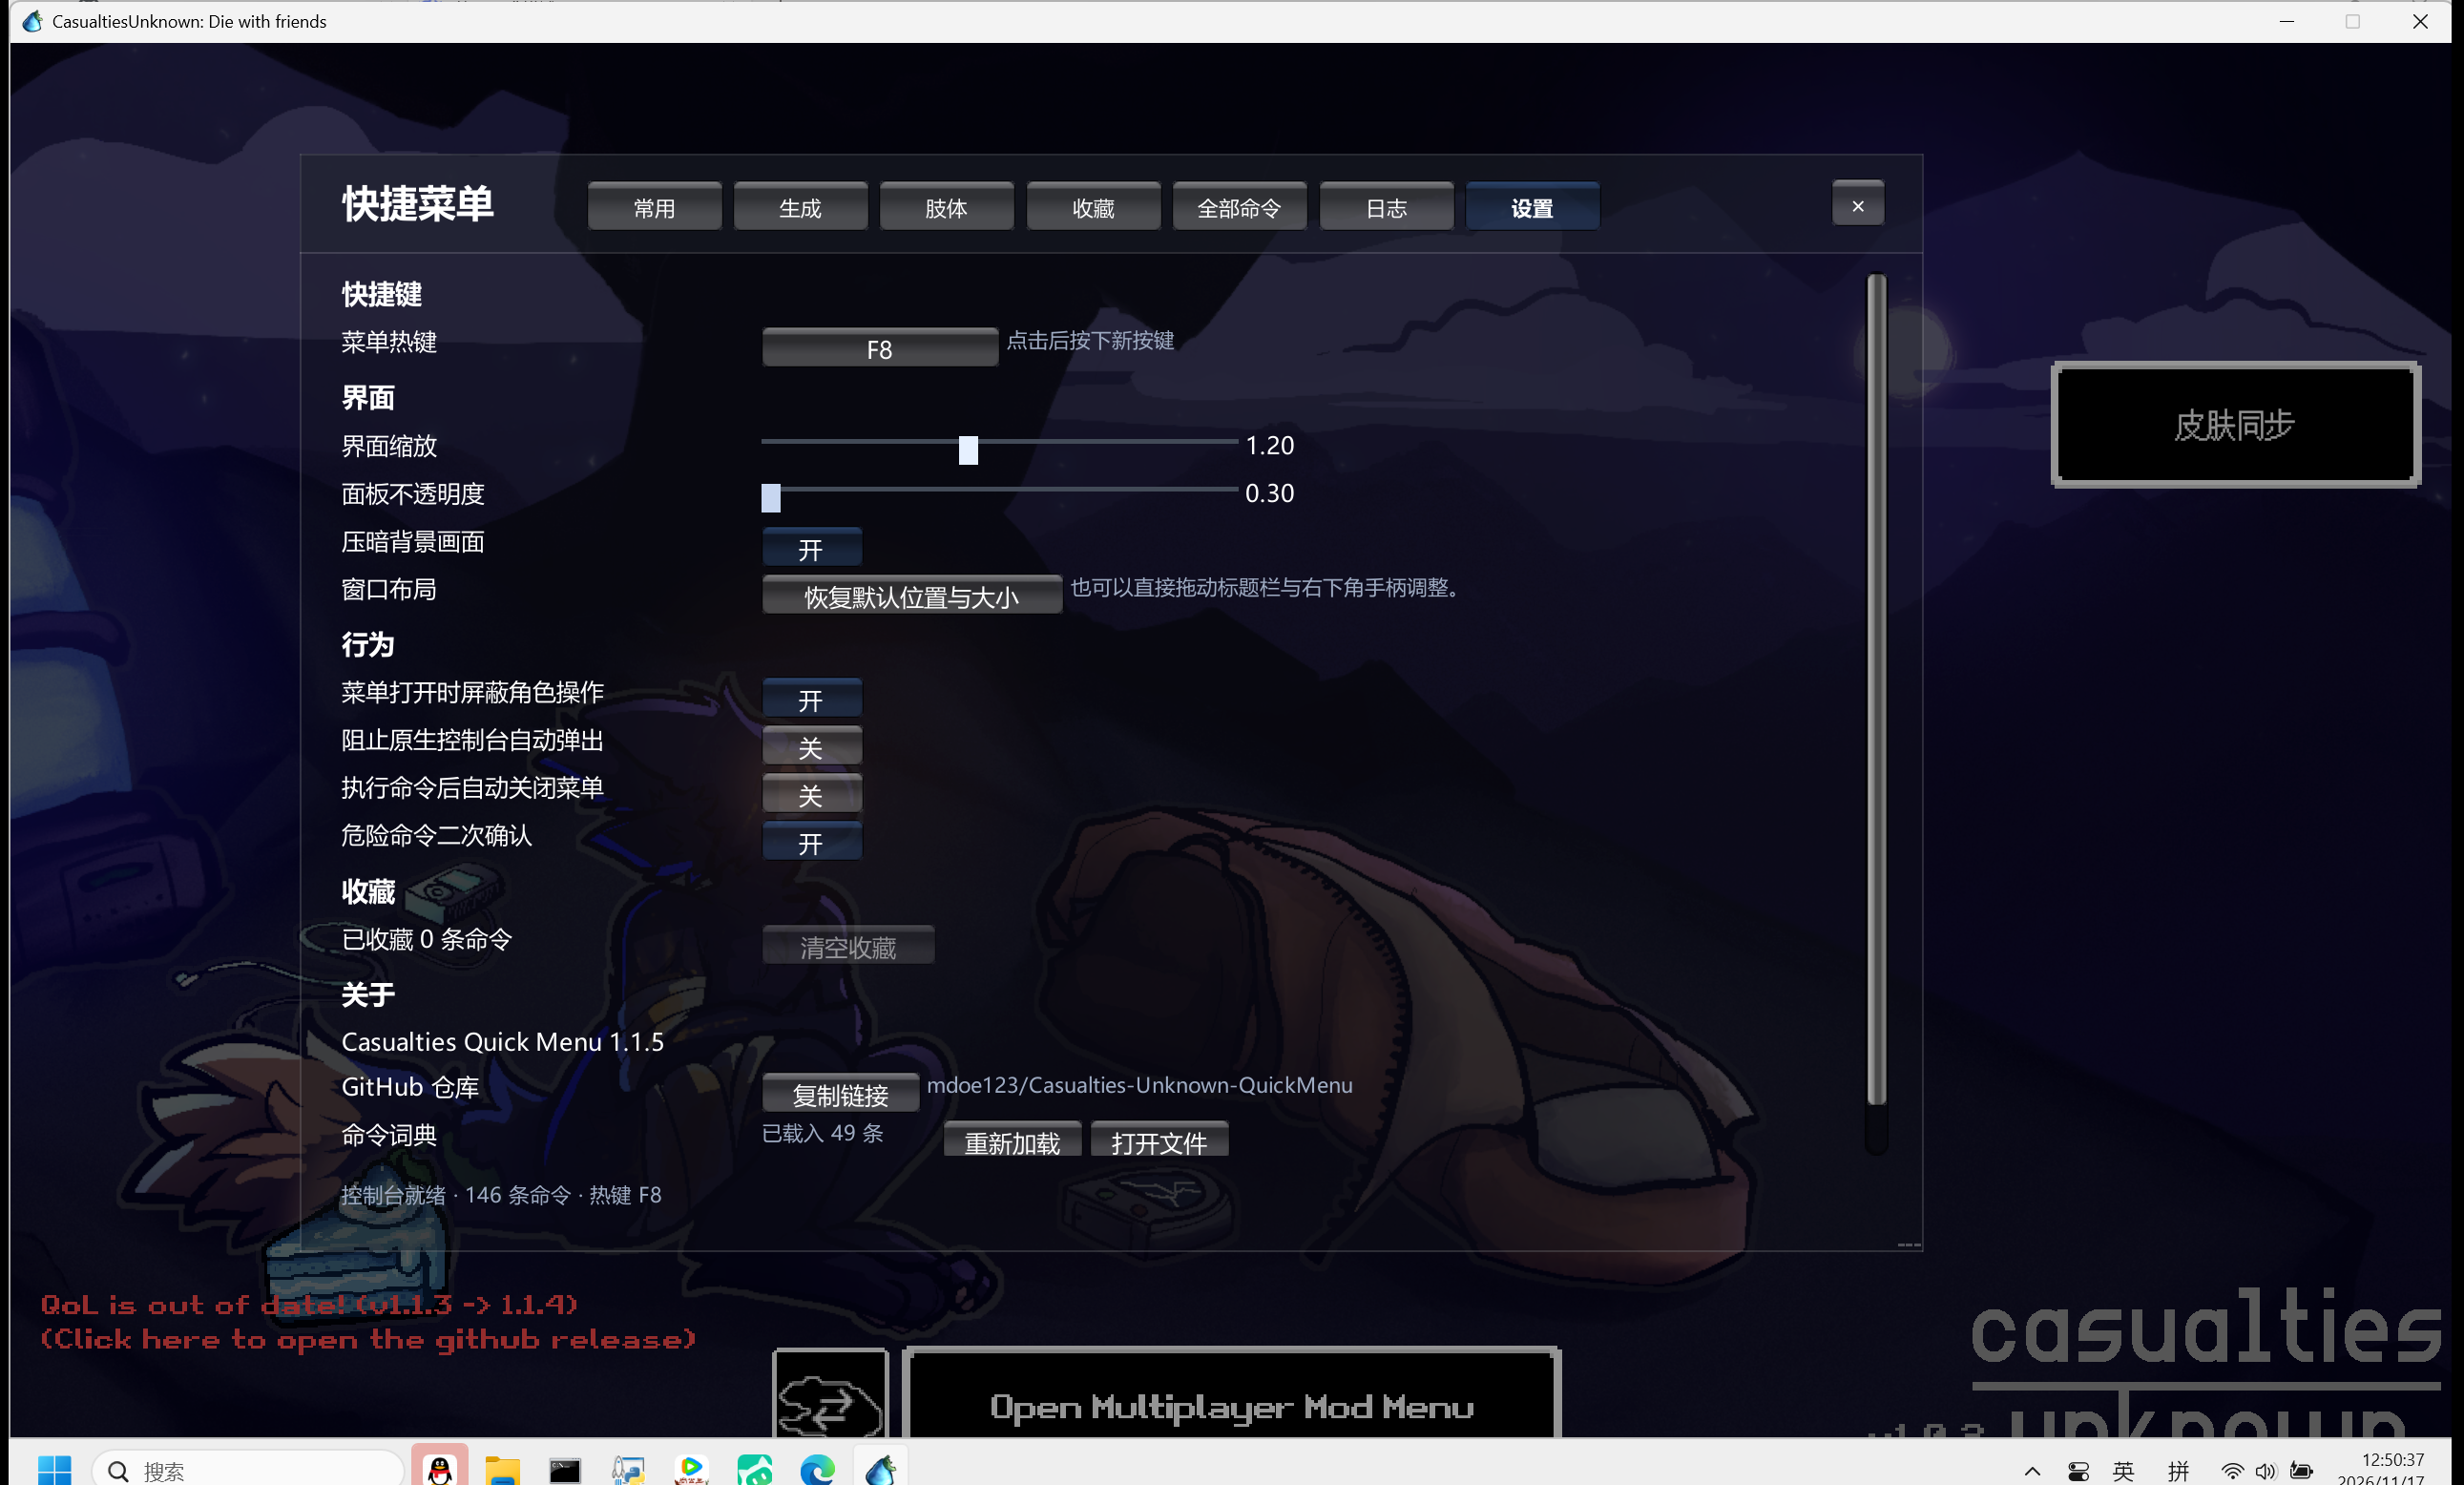 CasualtiesUnknown: Die with friends
快捷菜单 常用 生成 肢体 收藏 全部命令 日志 设置 ×
快捷键
菜单热键 F8 点击后按下新按键
界面
界面缩放 1.20
面板不透明度 0.30
压暗背景画面 开
窗口布局 恢复默认位置与大小 也可以直接拖动标题栏与右下角手柄调整。
行为
菜单打开时屏蔽角色操作 开
阻止原生控制台自动弹出 关
执行命令后自动关闭菜单 关
危险命令二次确认 开
收藏
已收藏 0 条命令 清空收藏
关于
Casualties Quick Menu 1.1.5
GitHub 仓库 复制链接 mdoe123/Casualties-Unknown-QuickMenu
命令词典 已载入 49 条 重新加载 打开文件
控制台就绪 · 146 条命令 · 热键 F8
皮肤同步
QoL is out of date! (v1.1.3 -> 1.1.4)
(Click here to open the github release)
Open Multiplayer Mod Menu
casualties
unknown
搜索
英 拼
12:50:37
2026/11/17